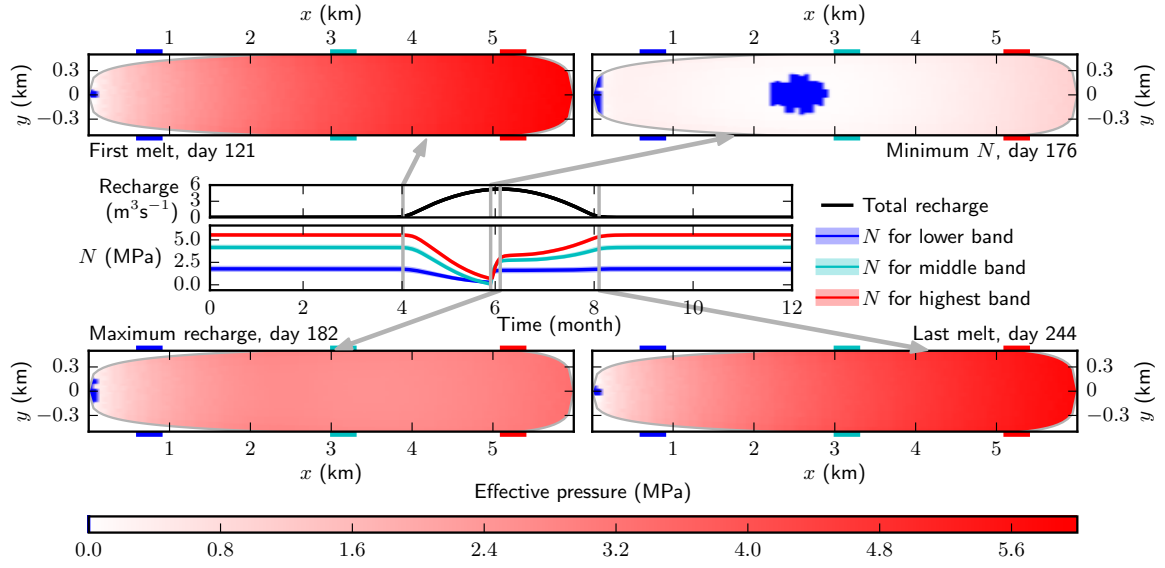 x (km)
x (km)
1 2 3 4 5
1 2 3 4 5
y (km)
0.3
0
−0.3
0.3
0
−0.3
y (km)
First melt, day 121
Minimum N, day 176
Recharge
(m³s⁻¹)
6
3
0
N (MPa)
5.0
2.5
0.0
0 2 4 6 8 10 12
Time (month)
Total recharge
N for lower band
N for middle band
N for highest band
Maximum recharge, day 182
Last melt, day 244
y (km)
0.3
0
−0.3
0.3
0
−0.3
y (km)
1 2 3 4 5
1 2 3 4 5
x (km)
x (km)
Effective pressure (MPa)
0.0 0.8 1.6 2.4 3.2 4.0 4.8 5.6